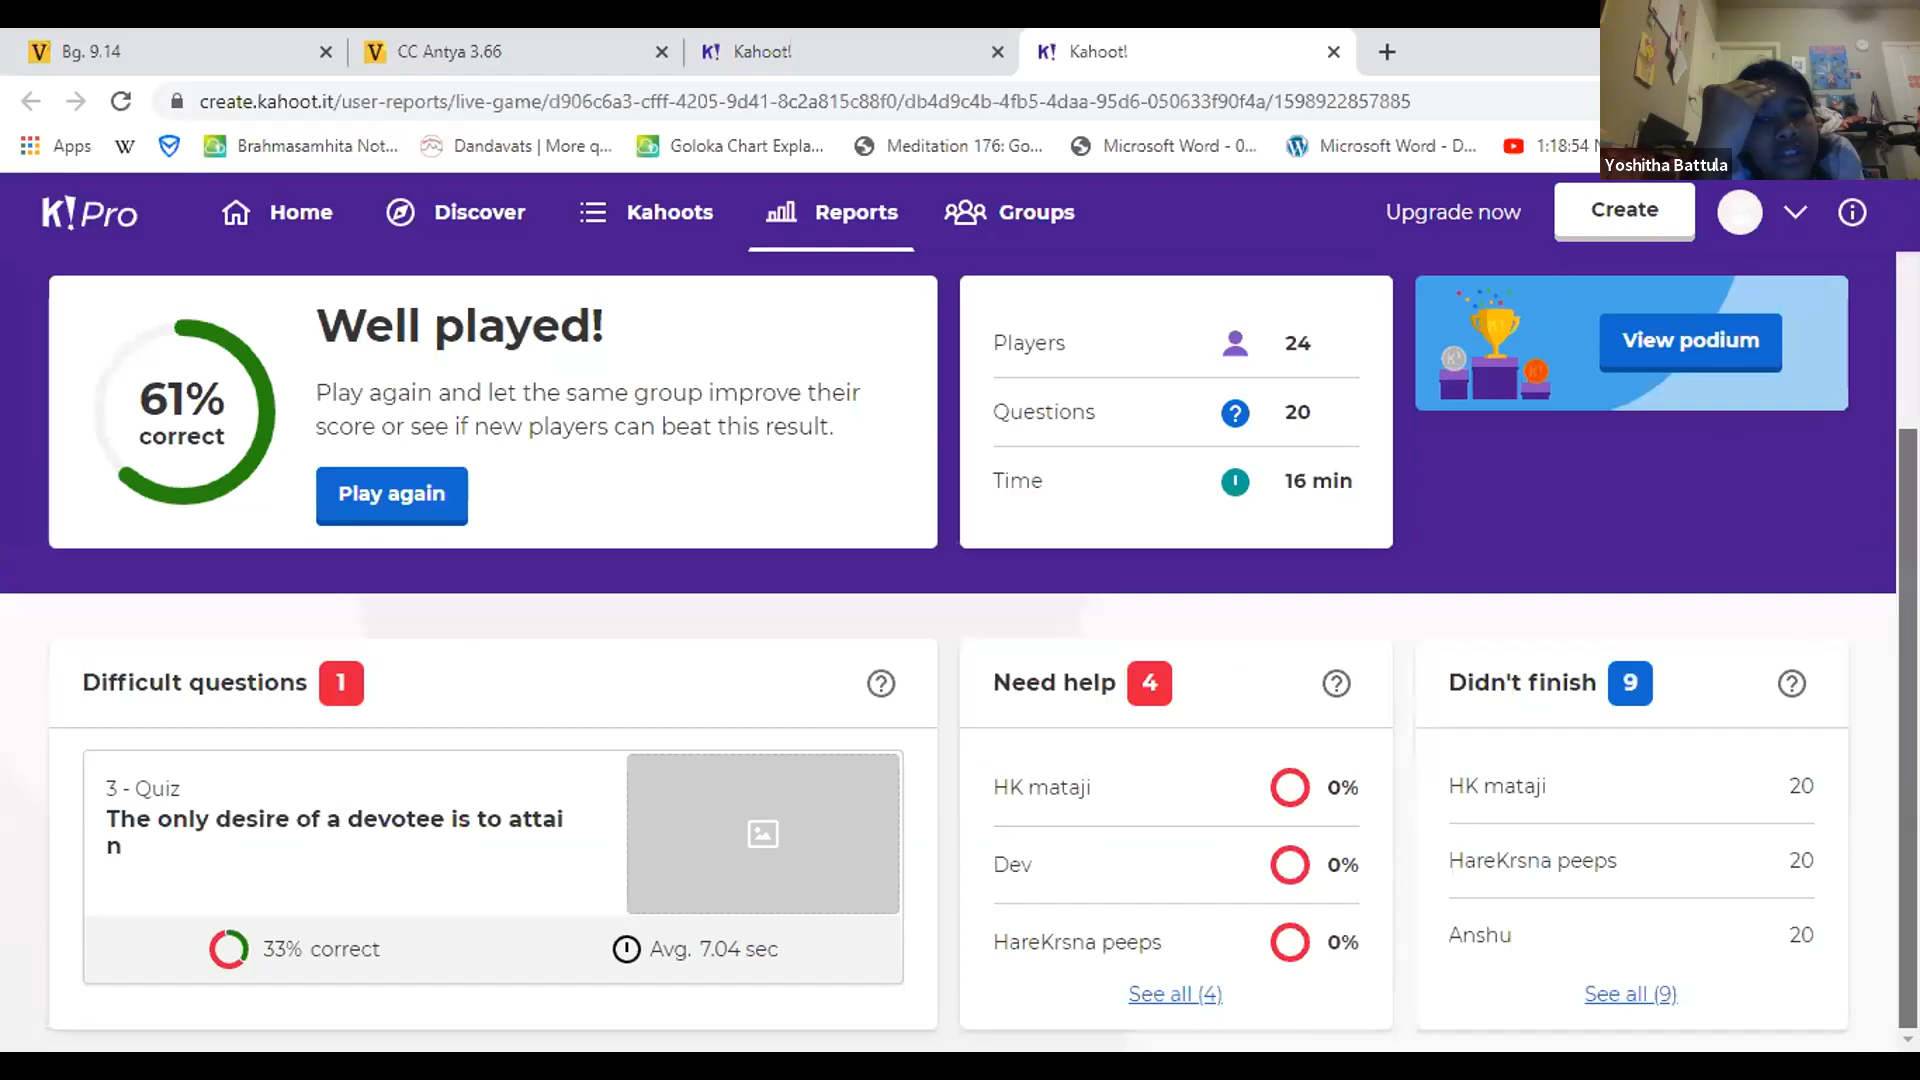 Bg. 9.14
CC Antya 3.66
K! Kahoot!
K! Kahoot!
create.kahoot.it/user-reports/live-game/d906c6a3-cfff-4205-9d41-8c2a815c88f0/db4d9c4b-4fb5-4daa-95d6-050633f90f4a/1598922857885
Apps W Brahmasamhita Not... Dandavats | More q... Goloka Chart Expla... Meditation 176: Go... Microsoft Word - 0... Microsoft Word - D... 1:18:54
Yoshitha Battula
K! Pro Home Discover Kahoots Reports Groups Upgrade now Create
61%
correct
Well played!
Play again and let the same group improve their
score or see if new players can beat this result.
Play again
Players 24
Questions 20
Time 16 min
View podium
Difficult questions 1
3 - Quiz
The only desire of a devotee is to attai
n
33% correct Avg. 7.04 sec
Need help 4
HK mataji 0%
Dev 0%
HareKrsna peeps 0%
See all (4)
Didn't finish 9
HK mataji 20
HareKrsna peeps 20
Anshu 20
See all (9)